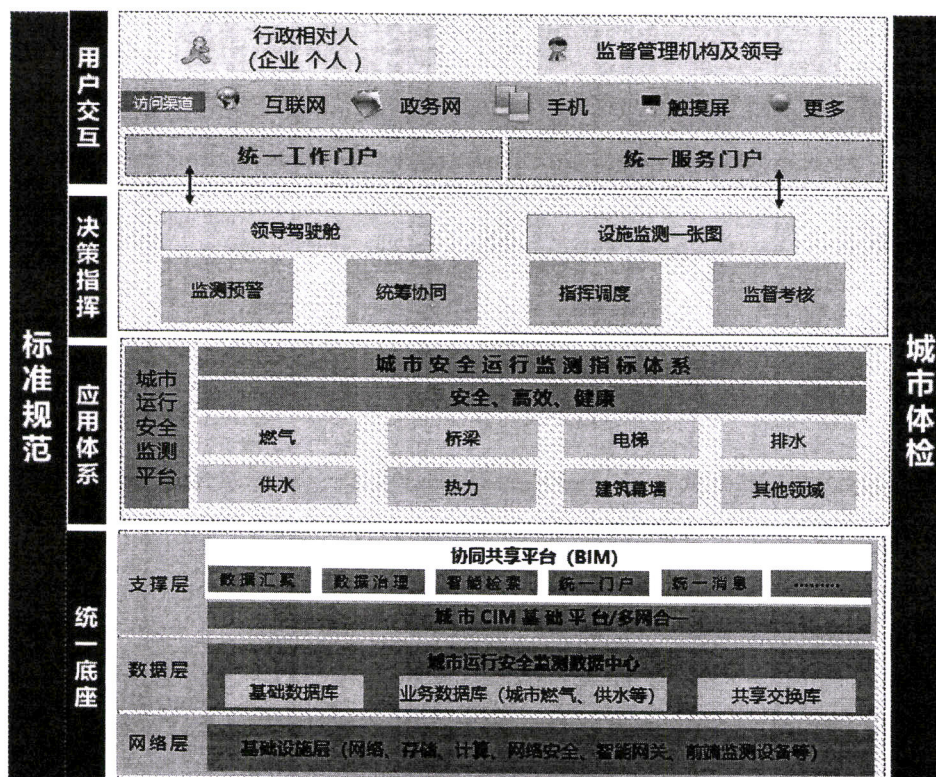 标准规范
城市体检
用户交互
行政相对人
(企业 个人)
监督管理机构及领导
访问渠道
互联网
政务网
手机
触摸屏
更多
统一工作门户
统一服务门户
决策指挥
领导驾驶舱
设施监测一张图
监测预警
统筹协同
指挥调度
监督考核
应用体系
城市
运行
安全
监测
平台
城市安全运行监测指标体系
安全、高效、健康
燃气
桥梁
电梯
排水
供水
热力
建筑幕墙
其他领域
统一底座
支撑层
协同共享平台（BIM）
数据汇聚
数据治理
智能检索
统一门户
统一消息
.........
城市CIM基础平台/多网合一
数据层
城市运行安全监测数据中心
基础数据库
业务数据库（城市燃气、供水等）
共享交换库
网络层
基础设施层（网络、存储、计算、网络安全、智能网关、前端监测设备等）